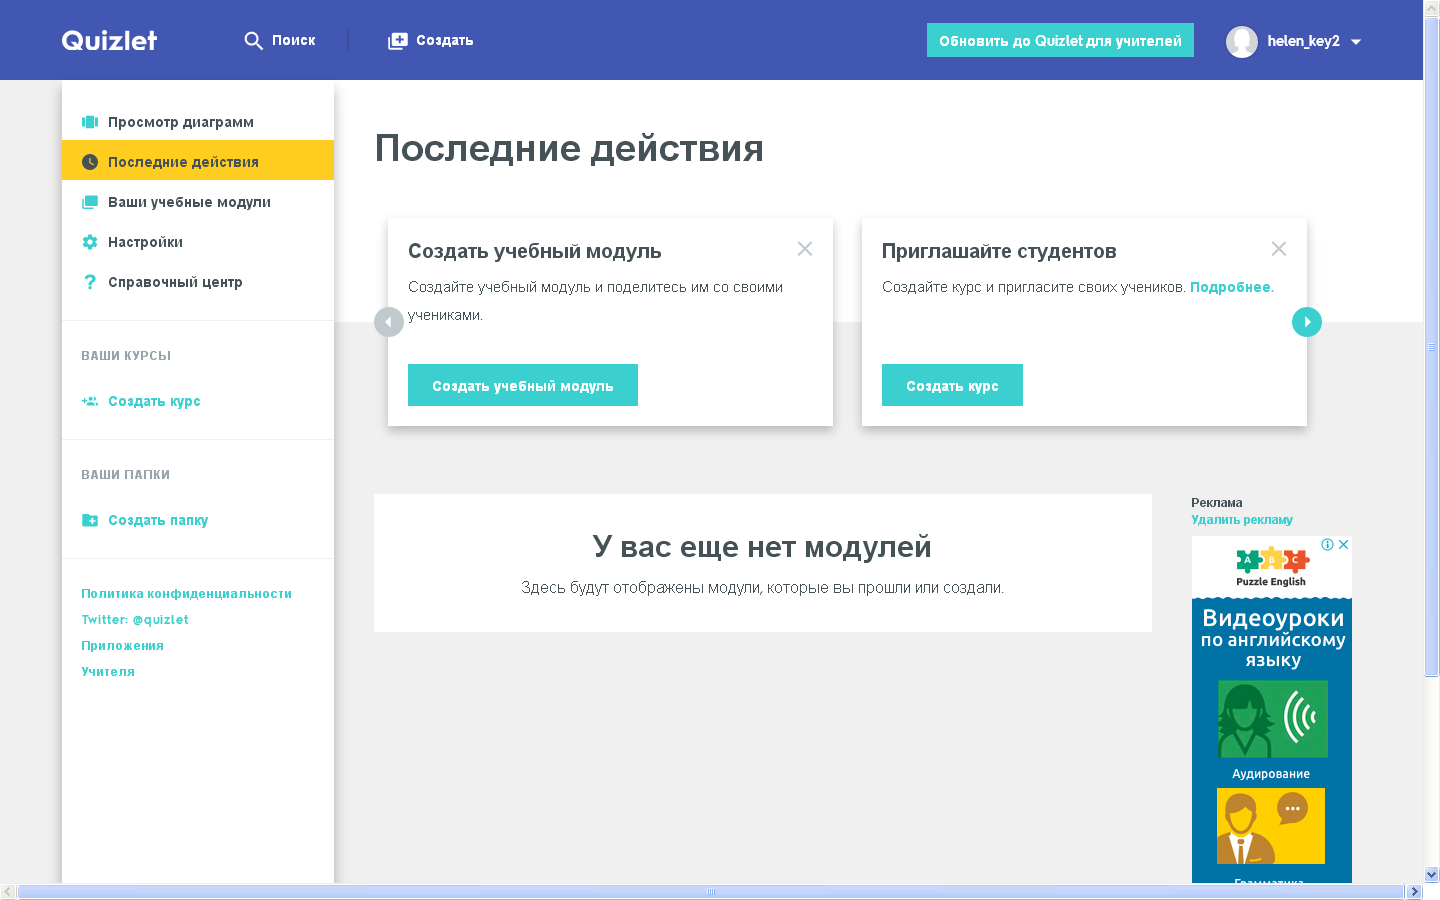 Quizlet
Поиск
Создать
Обновить до Quizlet для учителей
helen_key2
Просмотр диаграмм
Последние действия
Ваши учебные модули
Настройки
Справочный центр
ВАШИ КУРСЫ
Создать курс
ВАШИ ПАПКИ
Создать папку
Политика конфиденциальности
Twitter: @quizlet
Приложения
Учителя
Последние действия
Создать учебный модуль
Создайте учебный модуль и поделитесь им со своими
учениками.
Создать учебный модуль
Приглашайте студентов
Создайте курс и пригласите своих учеников. Подробнее.
Создать курс
У вас еще нет модулей
Здесь будут отображены модули, которые вы прошли или создали.
Реклама
Удалить рекламу
A B C
Puzzle English
Видеоуроки
по английскому
языку
Аудирование
Грамматика